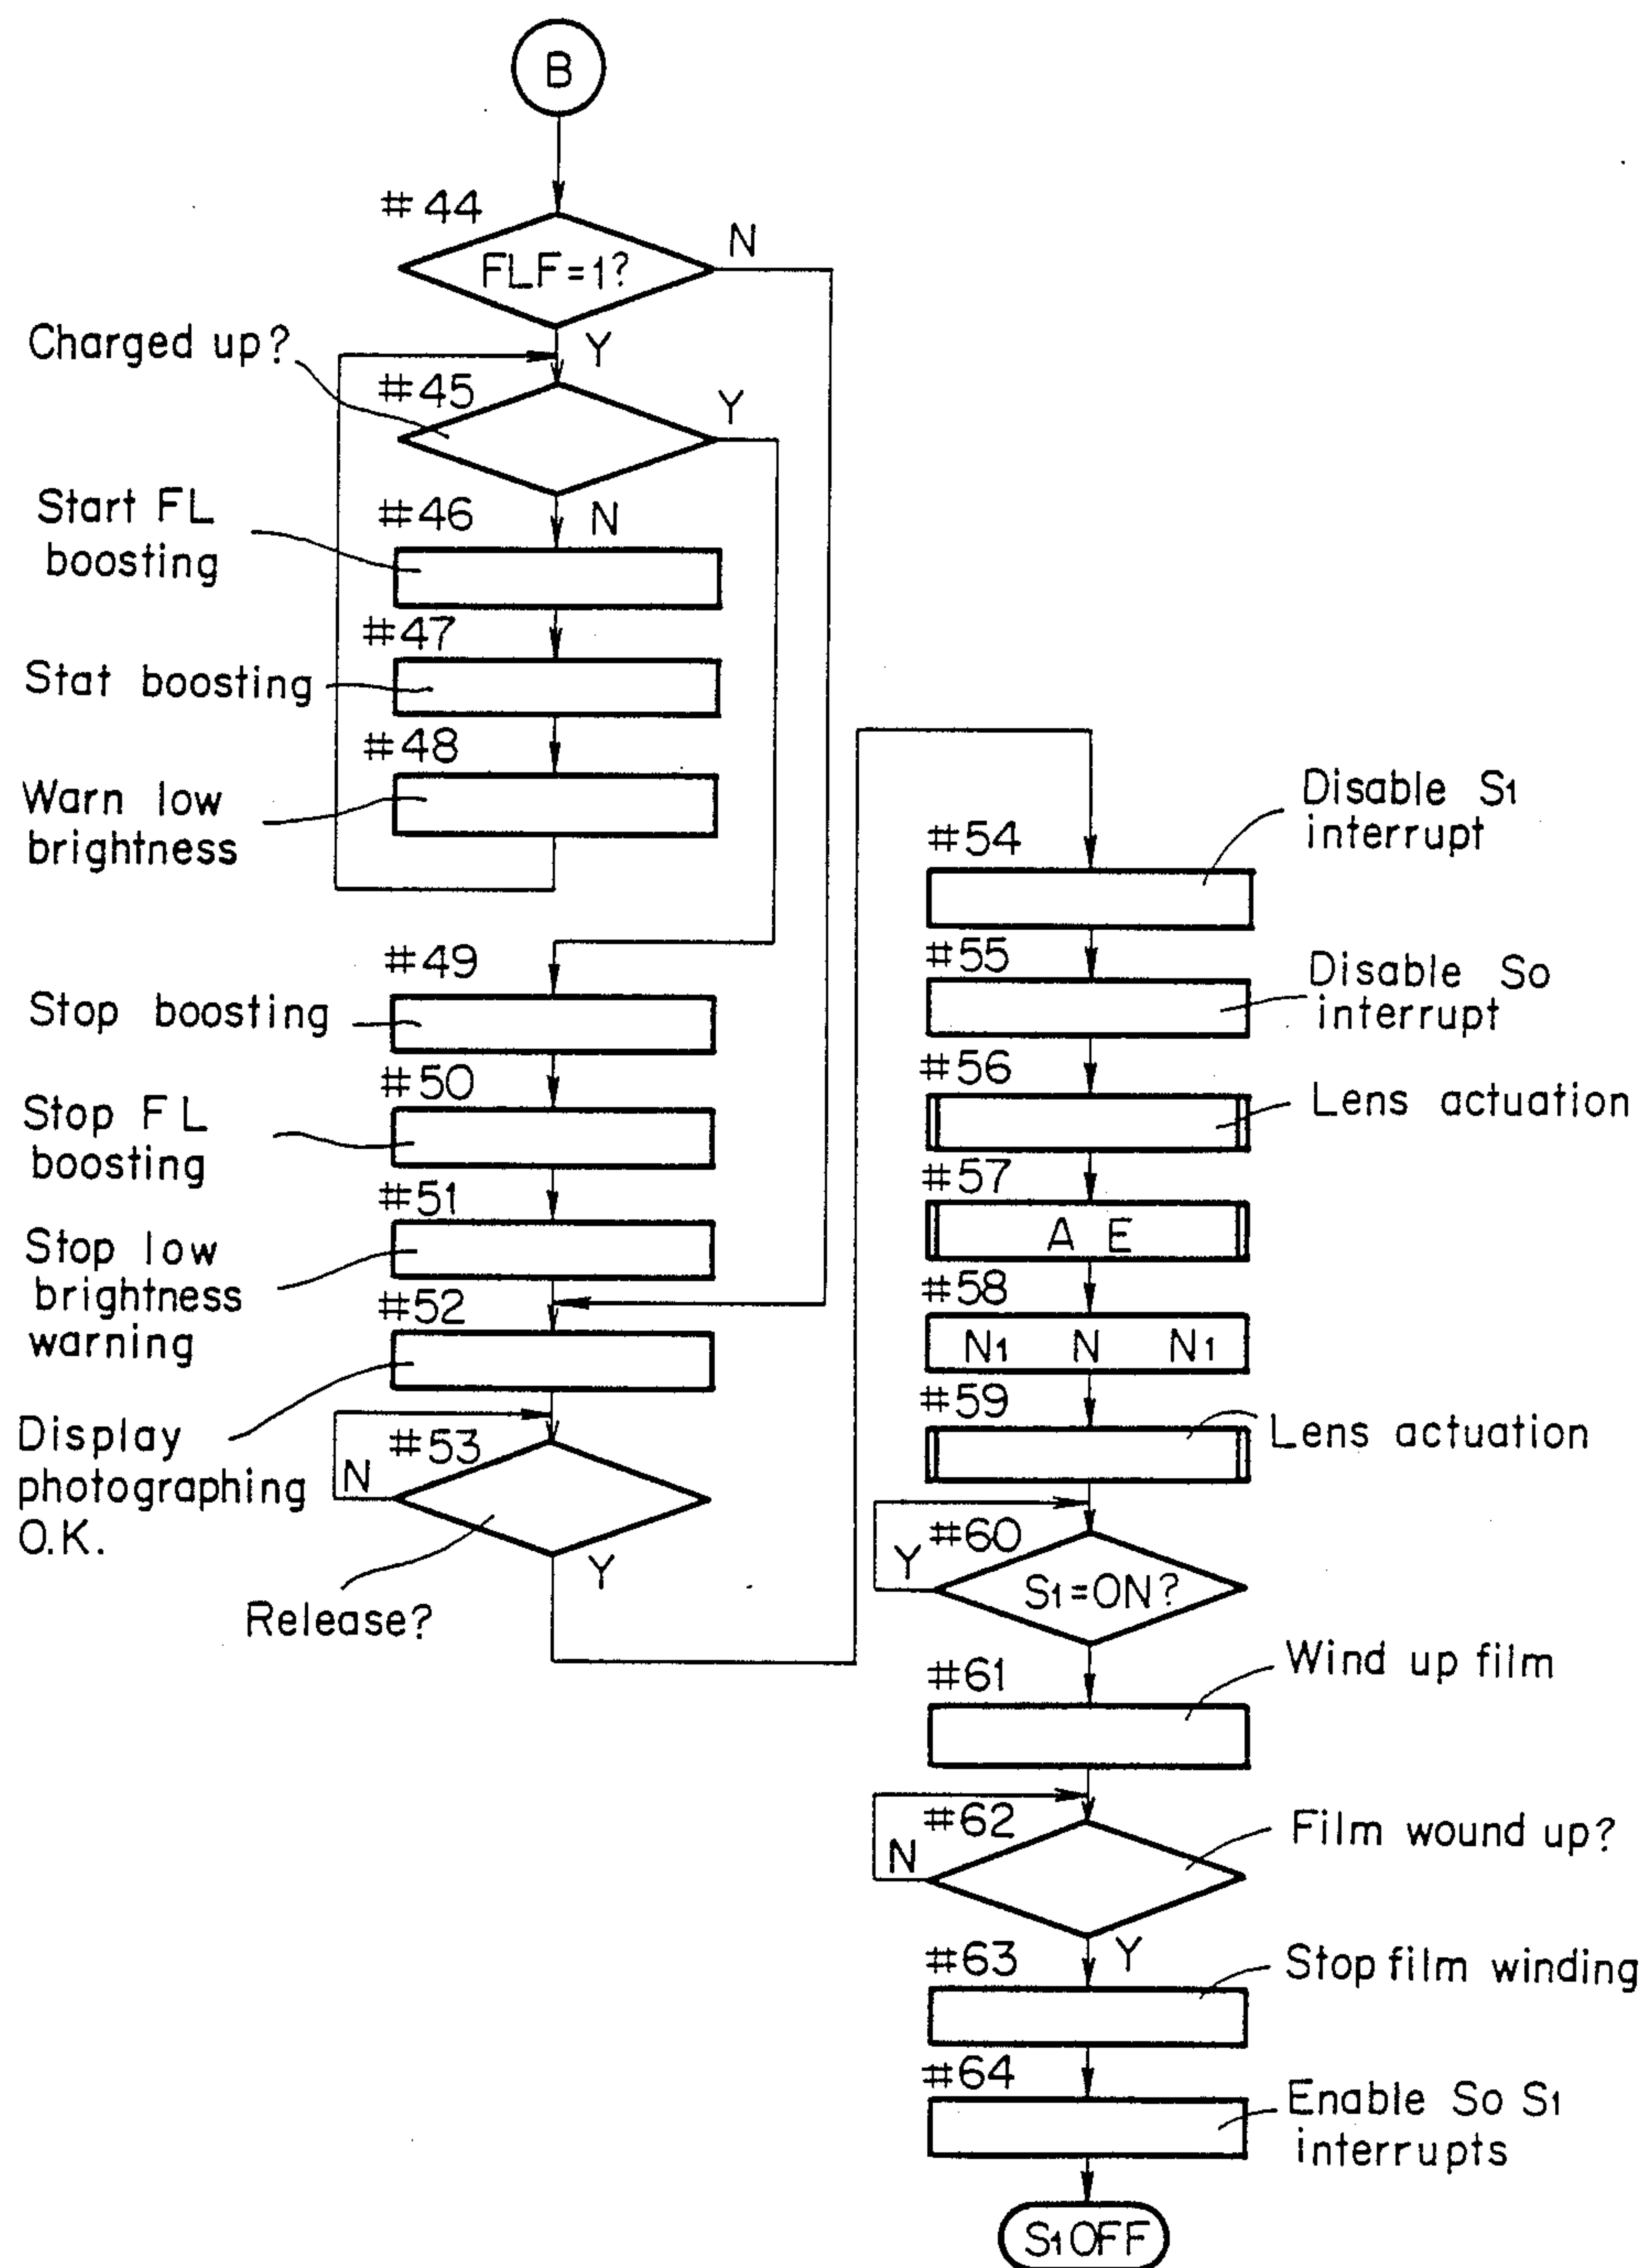 B
#44
FLF=1?
N
Y
Charged up?
#45
Y
N
Start FL
boosting
#46
#47
Stat boosting
#48
Warn low
brightness
#49
Stop boosting
#50
Stop FL
boosting
#51
Stop low
brightness
warning
#52
Display
photographing
O.K.
#53
N
Y
Release?
#54
Disable S1
interrupt
#55
Disable So
interrupt
#56
Lens actuation
#57
A E
#58
N1 N N1
#59
Lens actuation
#60
Y
S1=ON?
#61
Wind up film
#62
N
Film wound up?
Y
#63
Stop film winding
#64
Enable So S1
interrupts
S1OFF